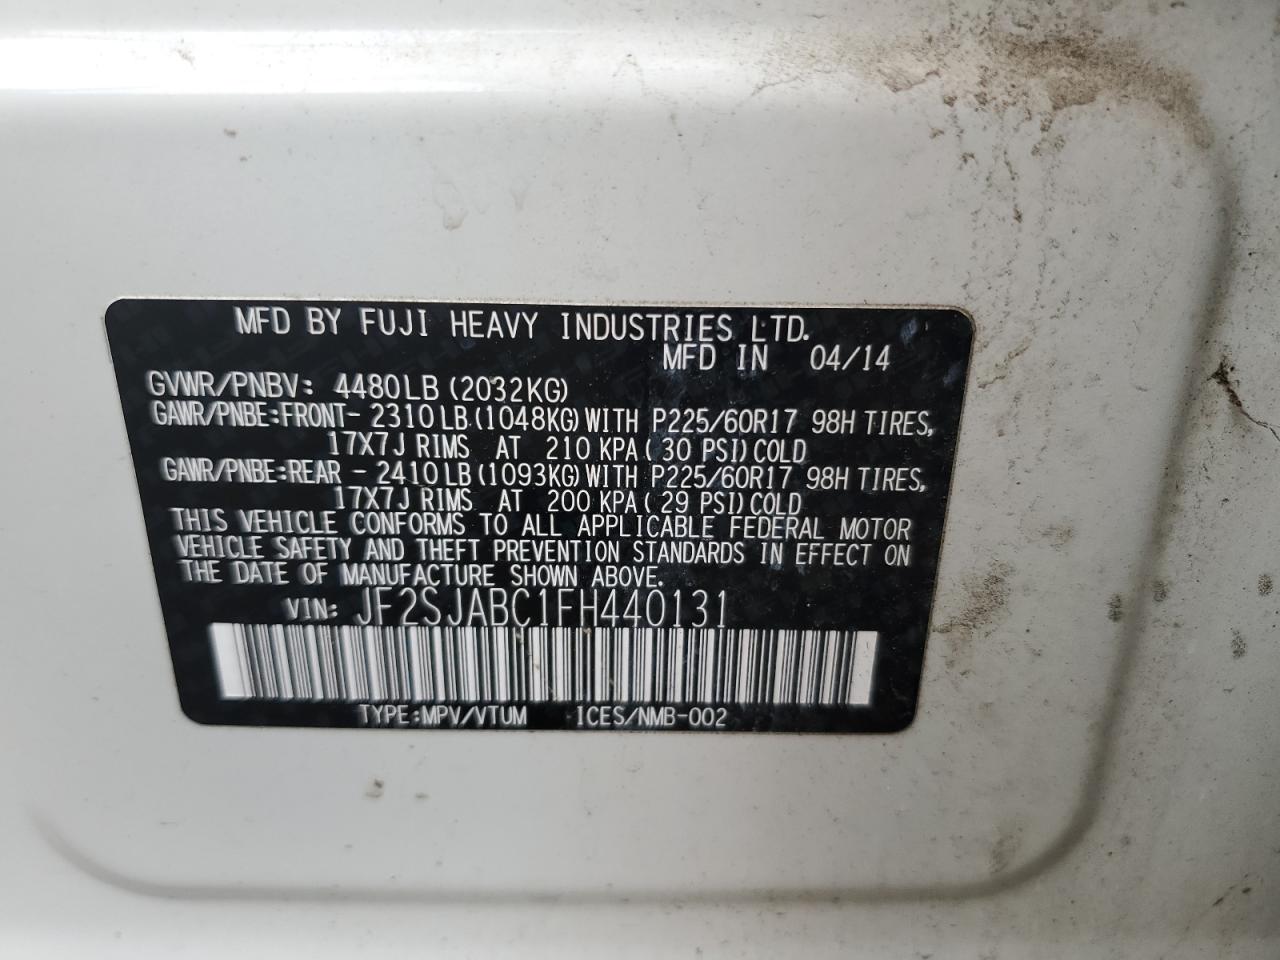 MFD BY FUJI HEAVY INDUSTRIES LTD.
MFD IN 04/14
GVWR/PNBV: 4480LB (2032KG)
GAWR/PNBE:FRONT- 2310LB (1048KG) WITH P225/60R17 98H TIRES,
17X7J RIMS AT 210 KPA( 30 PSI) COLD
GAWR/PNBE:REAR - 2410LB (1093KG) WITH P225/60R17 98H TIRES,
17X7J RIMS AT 200 KPA( 29 PSI) COLD
THIS VEHICLE CONFORMS TO ALL APPLICABLE FEDERAL MOTOR
VEHICLE SAFETY AND THEFT PREVENTION STANDARDS IN EFFECT ON
THE DATE OF MANUFACTURE SHOWN ABOVE.
VIN: JF2SJABC1FH440131
TYPE:MPV/VTUM ICES/NMB-002